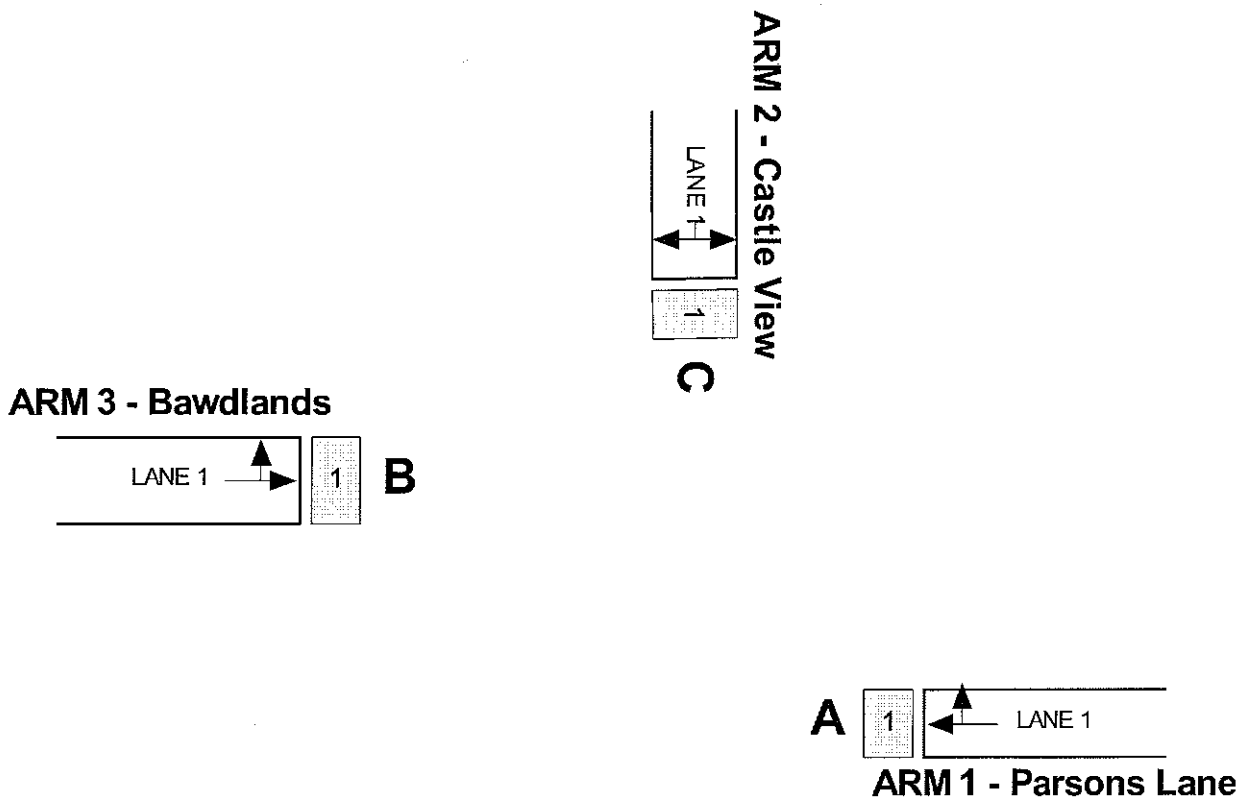 ARM 2 - Castle View
LANE 1
1
C
ARM 3 - Bawdlands
LANE 1
1
B
A
1
LANE 1
ARM 1 - Parsons Lane